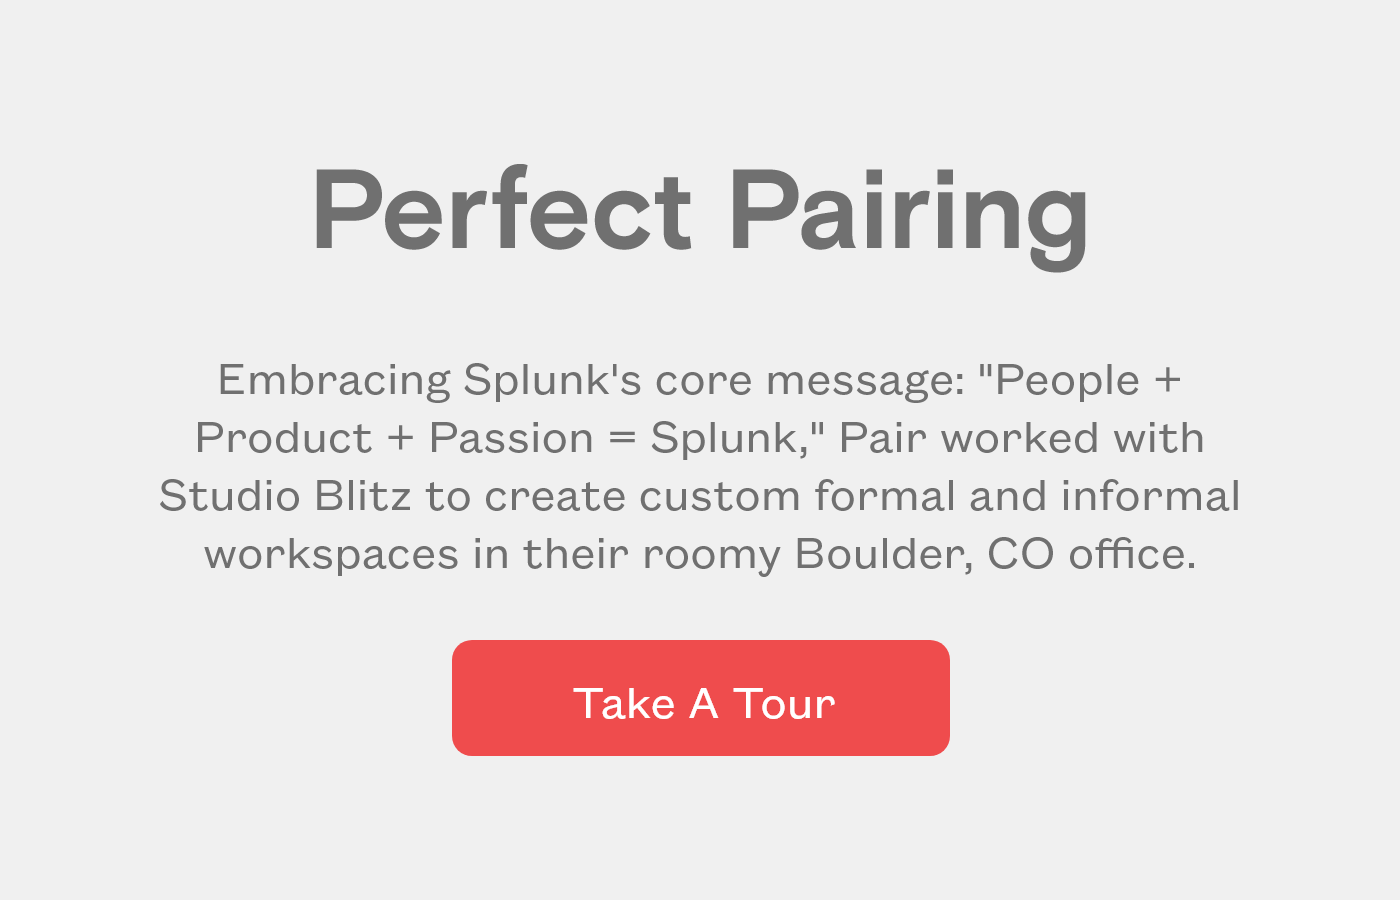 Perfect Pairing
Embracing Splunk's core message: "People +
Product + Passion = Splunk," Pair worked with
Studio Blitz to create custom formal and informal
workspaces in their roomy Boulder, CO office.
Take A Tour